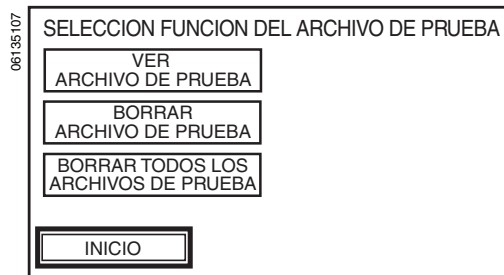 06135107
SELECCION FUNCION DEL ARCHIVO DE PRUEBA
VER
ARCHIVO DE PRUEBA
BORRAR
ARCHIVO DE PRUEBA
BORRAR TODOS LOS
ARCHIVOS DE PRUEBA
INICIO